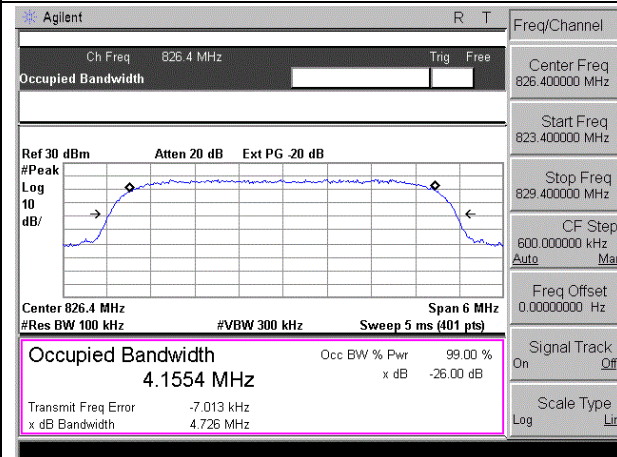 Agilent R T
Freq/Channel
Ch Freq 826.4 MHz Trig Free
Occupied Bandwidth
Center Freq
826.400000 MHz
Start Freq
823.400000 MHz
Stop Freq
829.400000 MHz
CF Step
600.000000 kHz
Auto Mar
Freq Offset
0.00000000 Hz
Signal Track
On Off
Scale Type
Log Lin
Ref 30 dBm Atten 20 dB Ext PG -20 dB
#Peak
Log
10
dB/
Center 826.4 MHz Span 6 MHz
#Res BW 100 kHz #VBW 300 kHz Sweep 5 ms (401 pts)
Occupied Bandwidth Occ BW % Pwr 99.00 %
4.1554 MHz x dB -26.00 dB
Transmit Freq Error -7.013 kHz
x dB Bandwidth 4.726 MHz